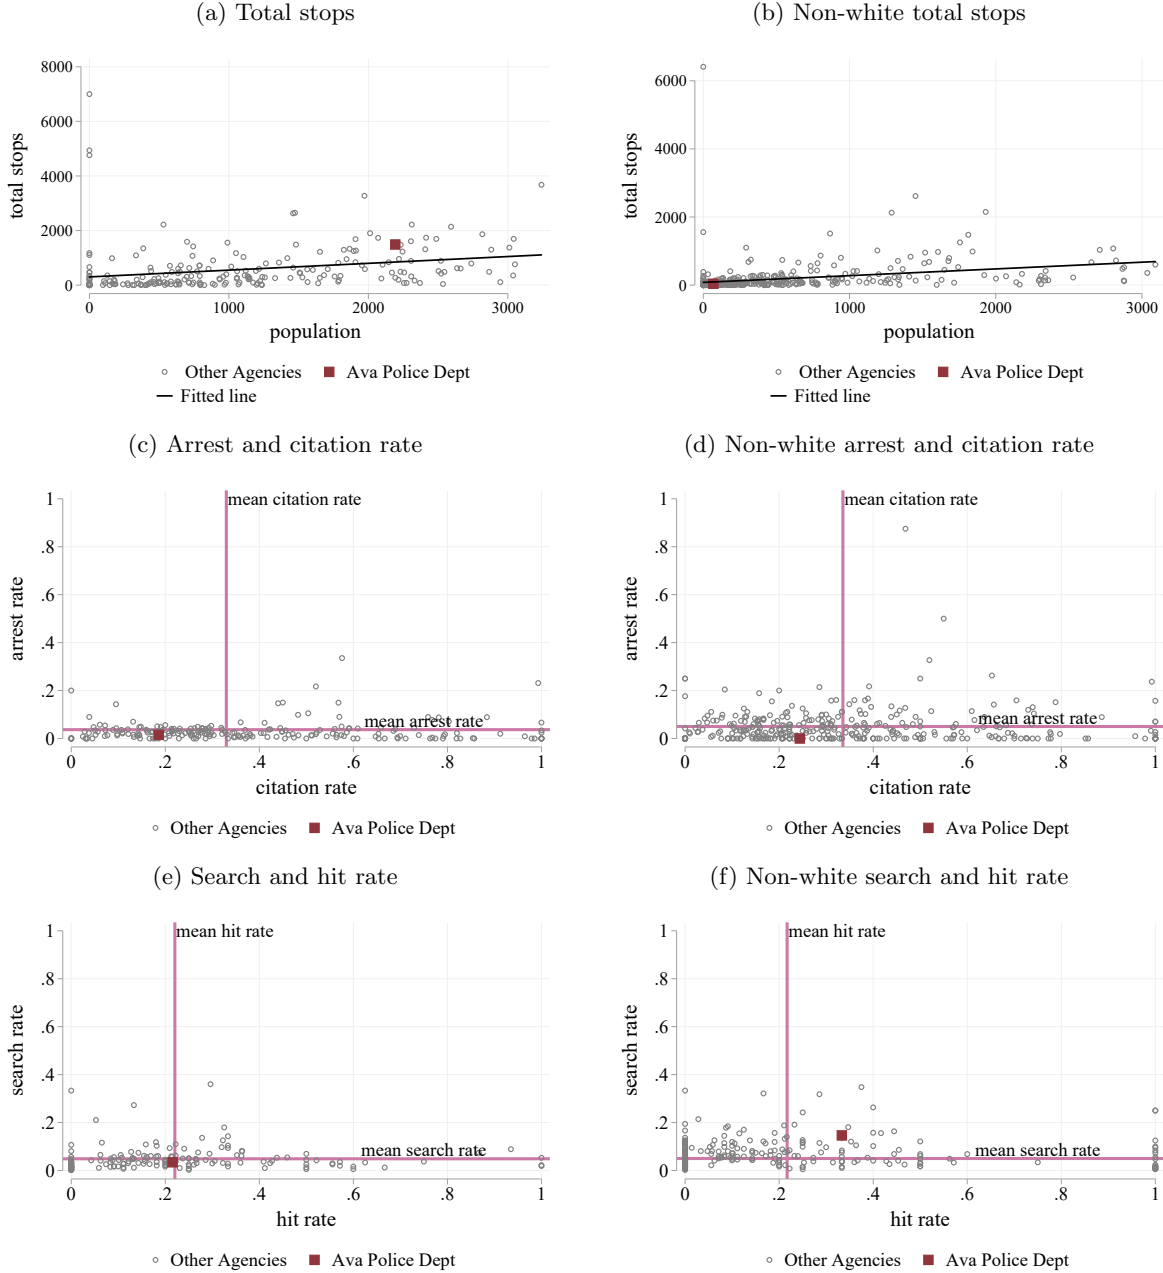 (a) Total stops
(b) Non-white total stops
8000
6000
4000
2000
0
total stops
0 1000 2000 3000
population
Other Agencies Ava Police Dept
Fitted line
6000
4000
2000
0
total stops
0 1000 2000 3000
population
Other Agencies Ava Police Dept
Fitted line
(c) Arrest and citation rate
(d) Non-white arrest and citation rate
mean citation rate
mean arrest rate
1
.8
.6
.4
.2
0
arrest rate
0 .2 .4 .6 .8 1
citation rate
Other Agencies Ava Police Dept
mean citation rate
mean arrest rate
1
.8
.6
.4
.2
0
arrest rate
0 .2 .4 .6 .8 1
citation rate
Other Agencies Ava Police Dept
(e) Search and hit rate
(f) Non-white search and hit rate
mean hit rate
mean search rate
1
.8
.6
.4
.2
0
search rate
0 .2 .4 .6 .8 1
hit rate
Other Agencies Ava Police Dept
mean hit rate
mean search rate
1
.8
.6
.4
.2
0
search rate
0 .2 .4 .6 .8 1
hit rate
Other Agencies Ava Police Dept